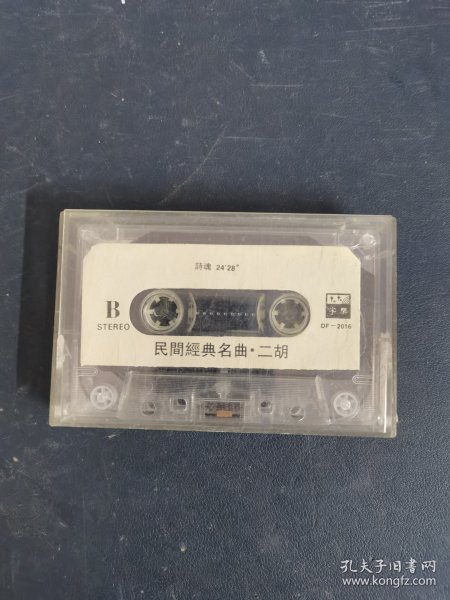 詩魂 24′28″
B
STEREO
DF-2016
民間經典名曲·二胡
孔夫子旧书网
www.kongfz.com